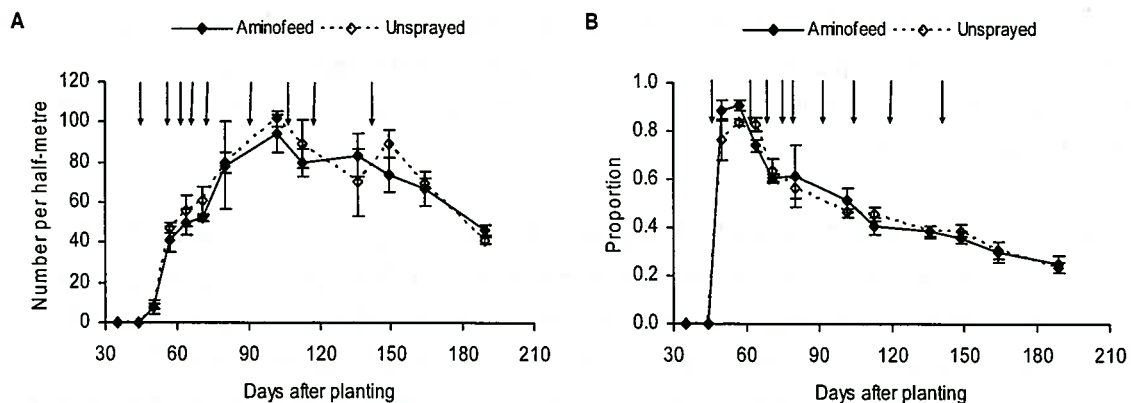 A
Aminofeed Unsprayed
Number per half-metre
120
100
80
60
40
20
0
30 60 90 120 150 180 210
Days after planting
B
Aminofeed Unsprayed
Proportion
1.0
0.8
0.6
0.4
0.2
0.0
30 60 90 120 150 180 210
Days after planting